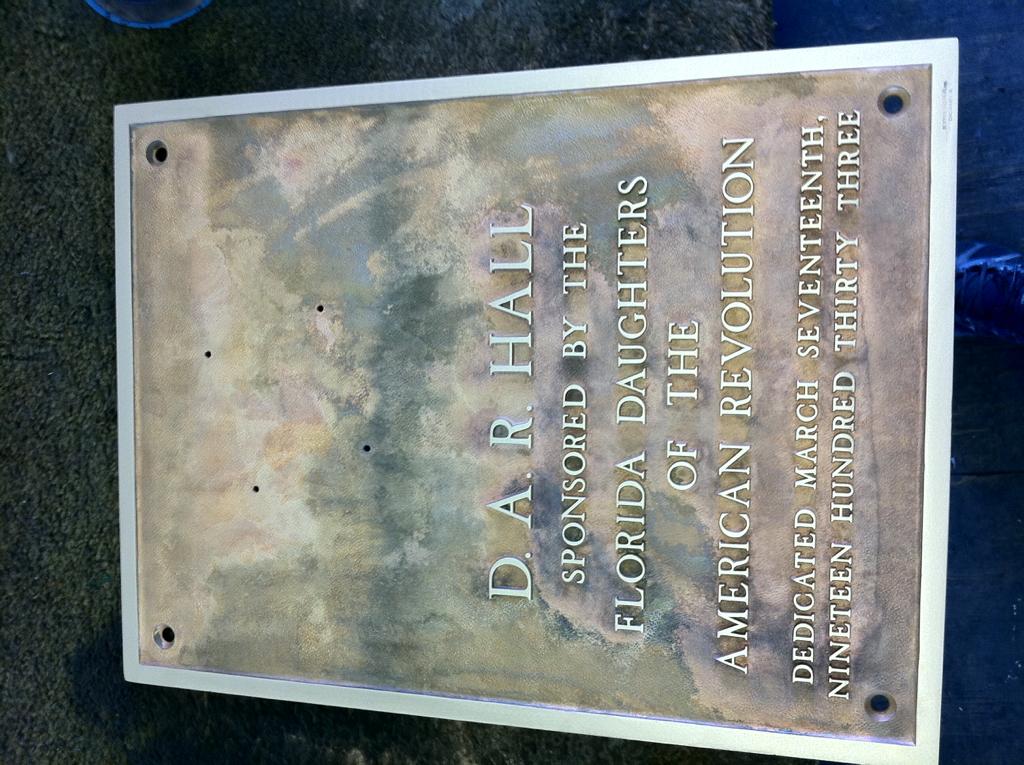 D. A. R. HALL
SPONSORED BY THE
FLORIDA DAUGHTERS
OF THE
AMERICAN REVOLUTION
DEDICATED MARCH SEVENTEENTH,
NINETEEN HUNDRED THIRTY THREE